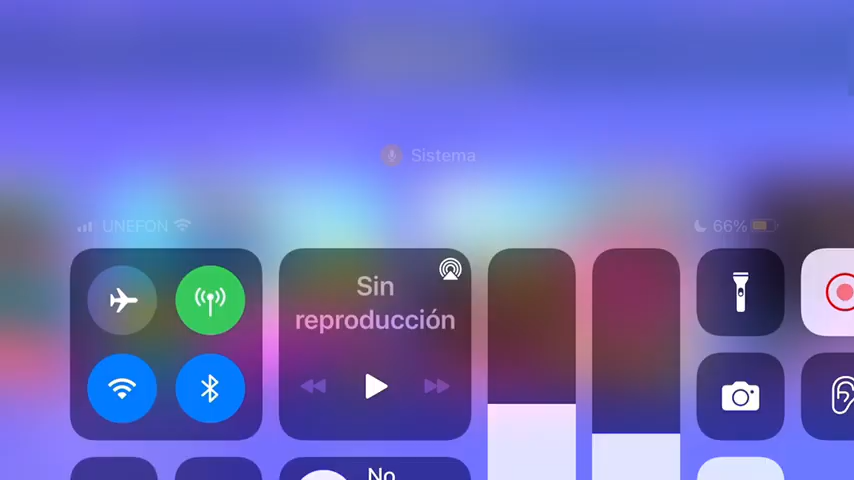 Sistema
UNEFON
66%
Sin
reproducción
No